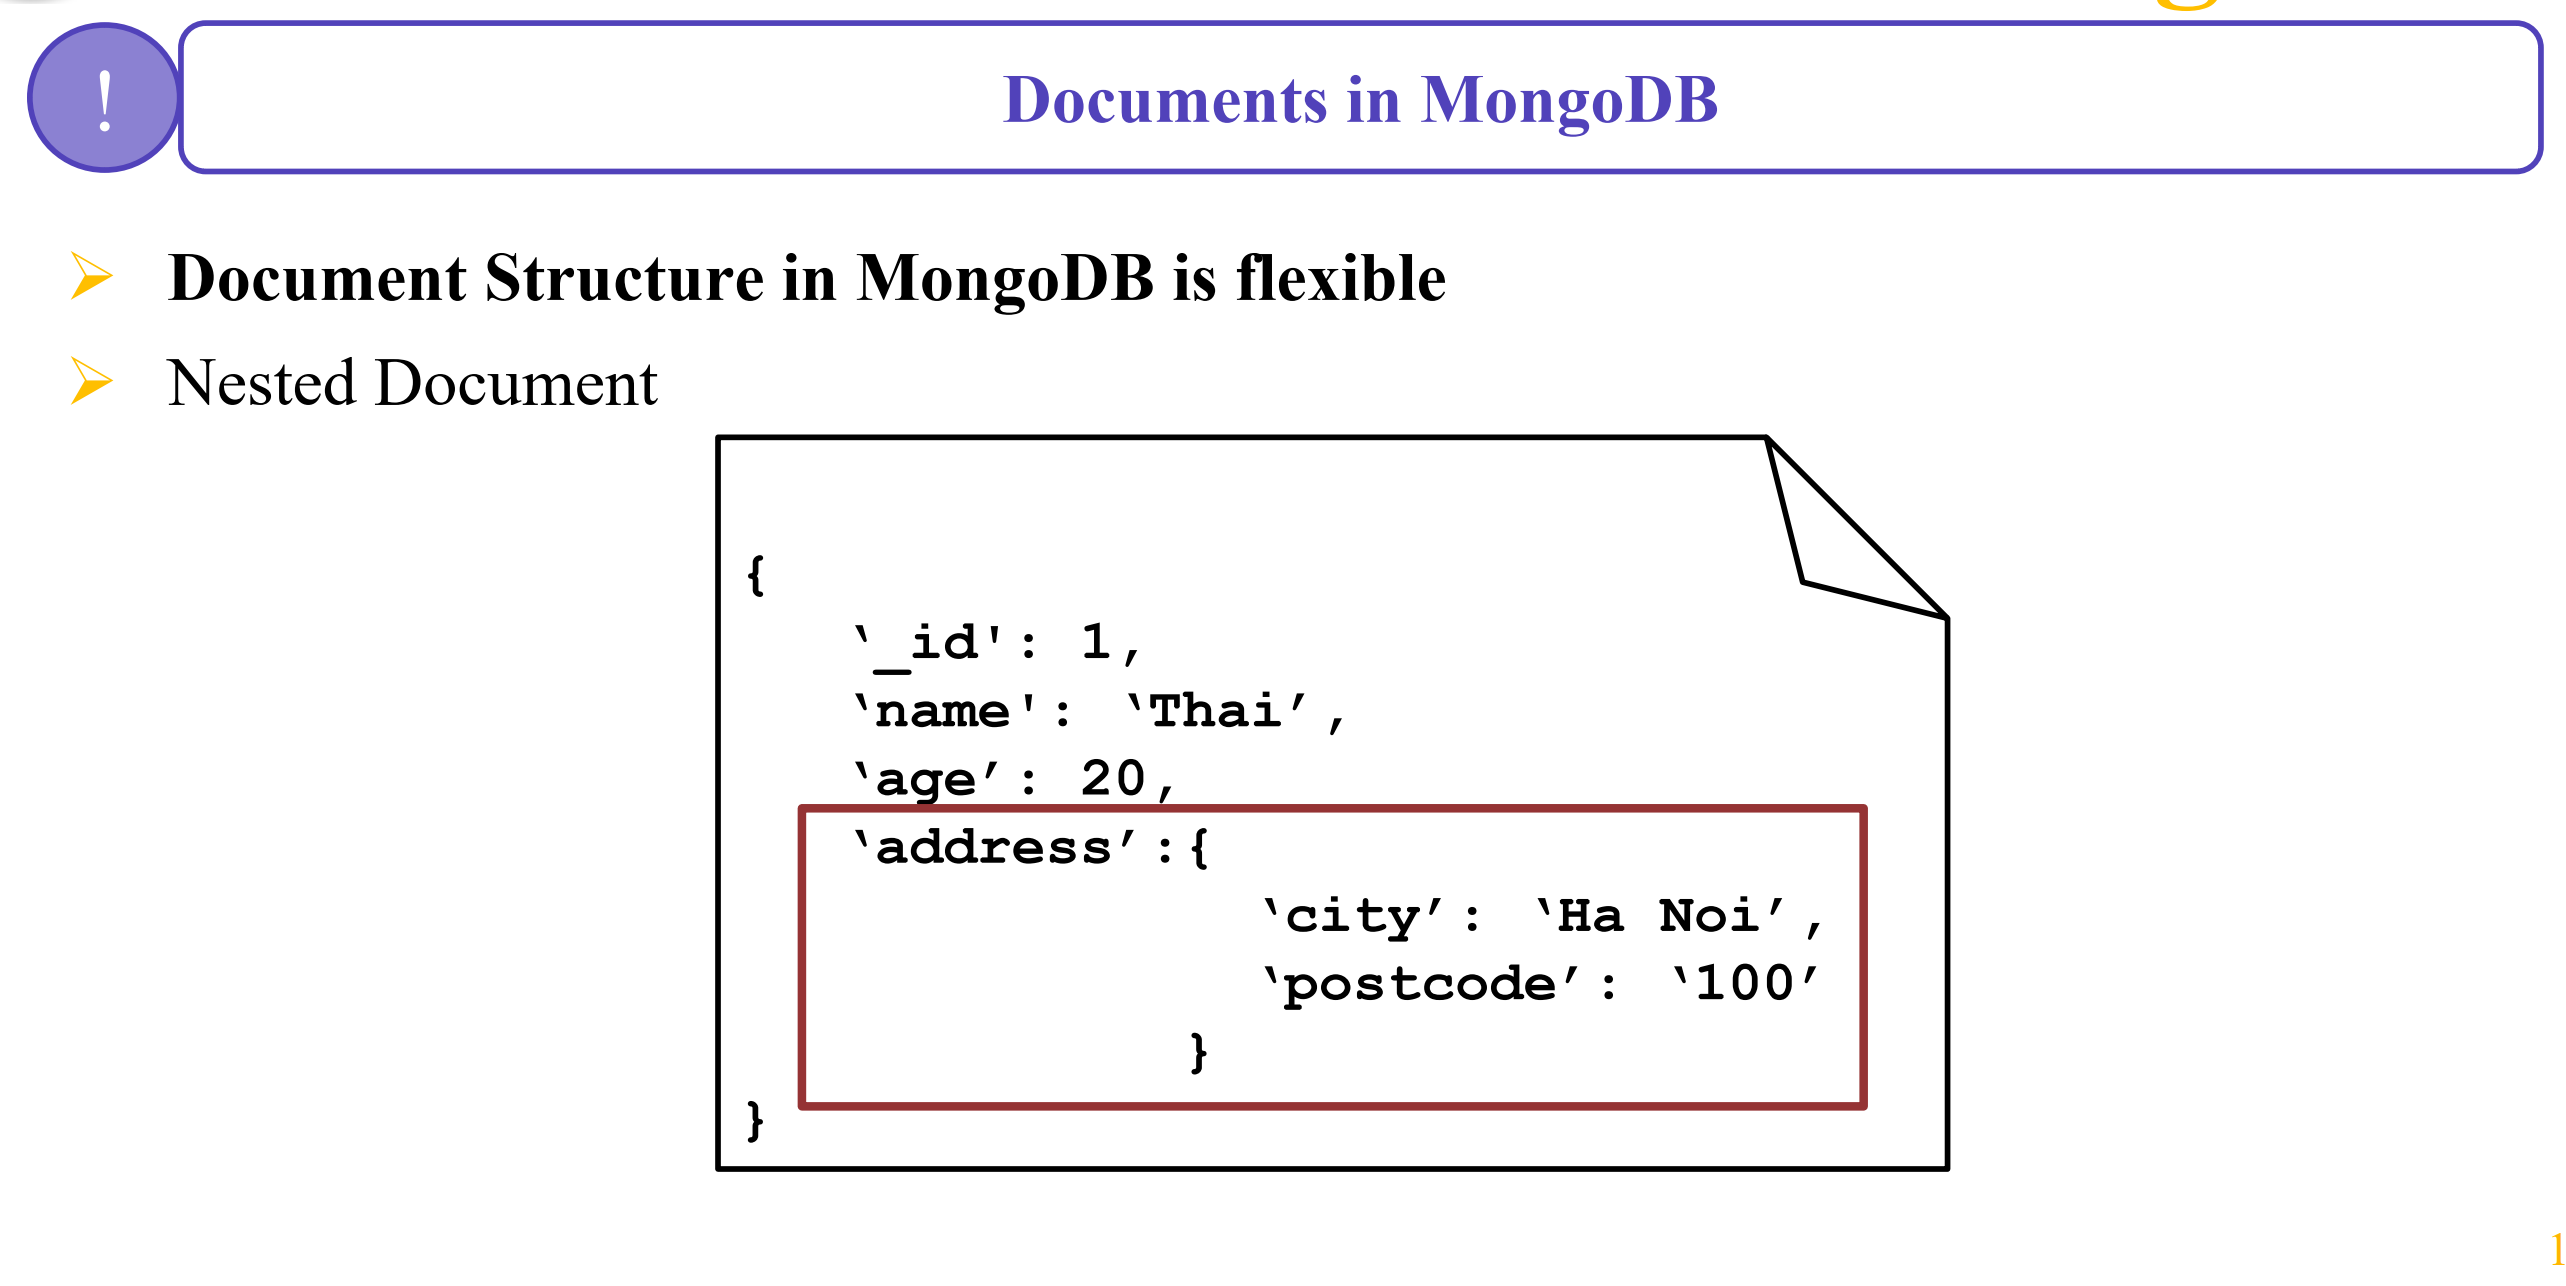 !
Documents in MongoDB
Document Structure in MongoDB is flexible
Nested Document
{
‘_id': 1,
‘name': ‘Thai’,
‘age’: 20,
‘address’:{
‘city’: ‘Ha Noi’,
‘postcode’: ‘100’
}
}
1